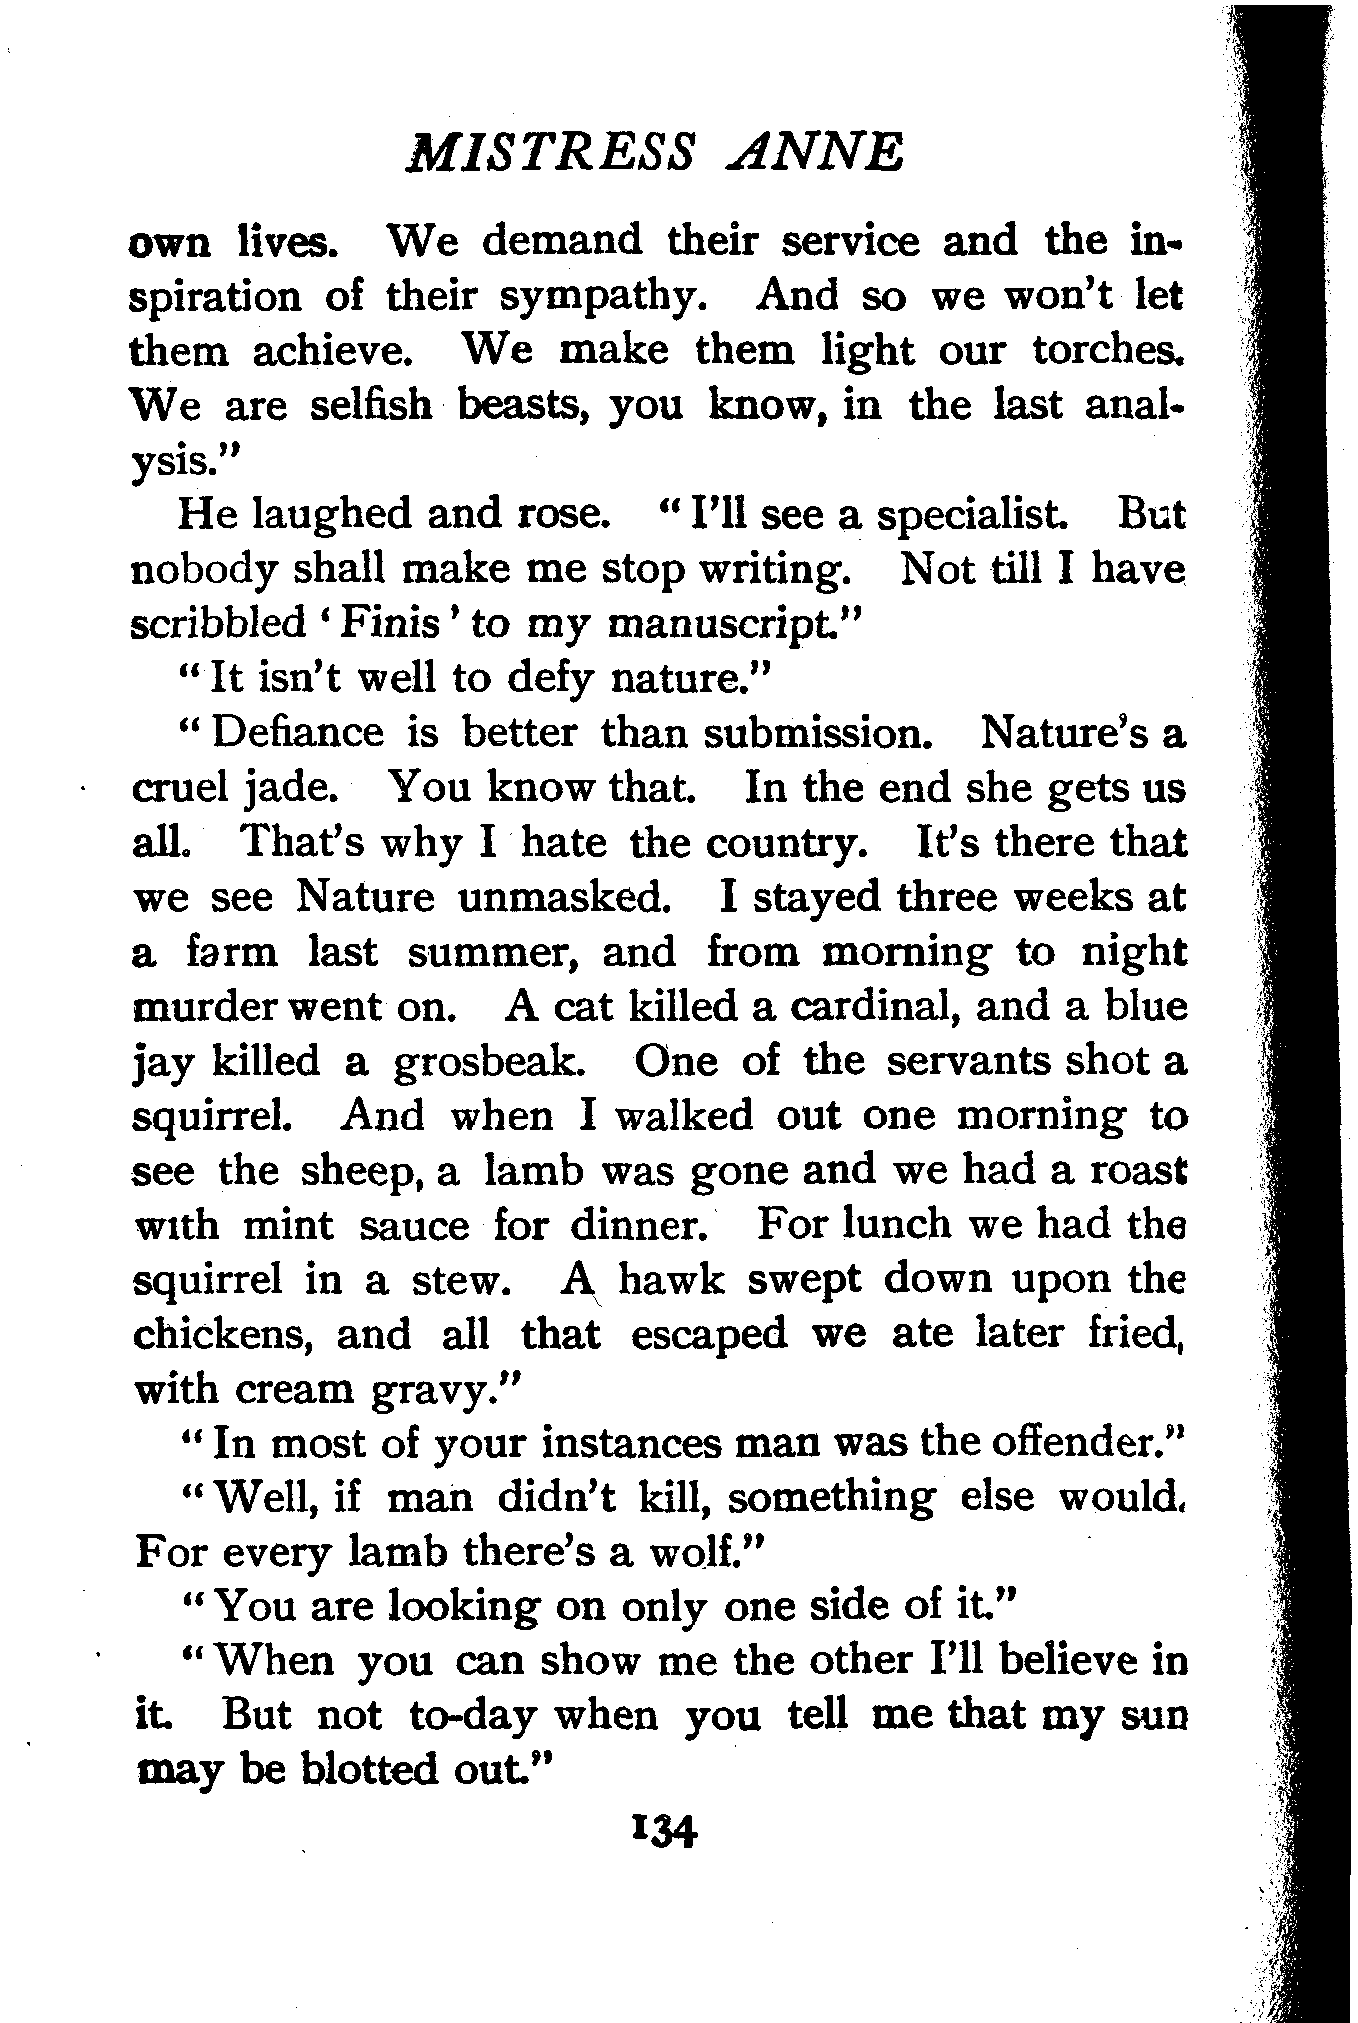 MISTRESS ANNE
own lives. We demand their service and the in-
spiration of their sympathy. And so we won't let
them achieve. We make them light our torches.
We are selfish beasts, you know, in the last anal-
ysis."
He laughed and rose. "I'll see a specialist. But
nobody shall make me stop writing. Not till I have
scribbled 'Finis' to my manuscript."
"It isn't well to defy nature."
"Defiance is better than submission. Nature's a
cruel jade. You know that. In the end she gets us
all. That's why I hate the country. It's there that
we see Nature unmasked. I stayed three weeks at
a farm last summer, and from morning to night
murder went on. A cat killed a cardinal, and a blue
jay killed a grosbeak. One of the servants shot a
squirrel. And when I walked out one morning to
see the sheep, a lamb was gone and we had a roast
with mint sauce for dinner. For lunch we had the
squirrel in a stew. A hawk swept down upon the
chickens, and all that escaped we ate later fried,
with cream gravy."
"In most of your instances man was the offender."
"Well, if man didn't kill, something else would.
For every lamb there's a wolf."
"You are looking on only one side of it."
"When you can show me the other I'll believe in
it. But not to-day when you tell me that my sun
may be blotted out."
134